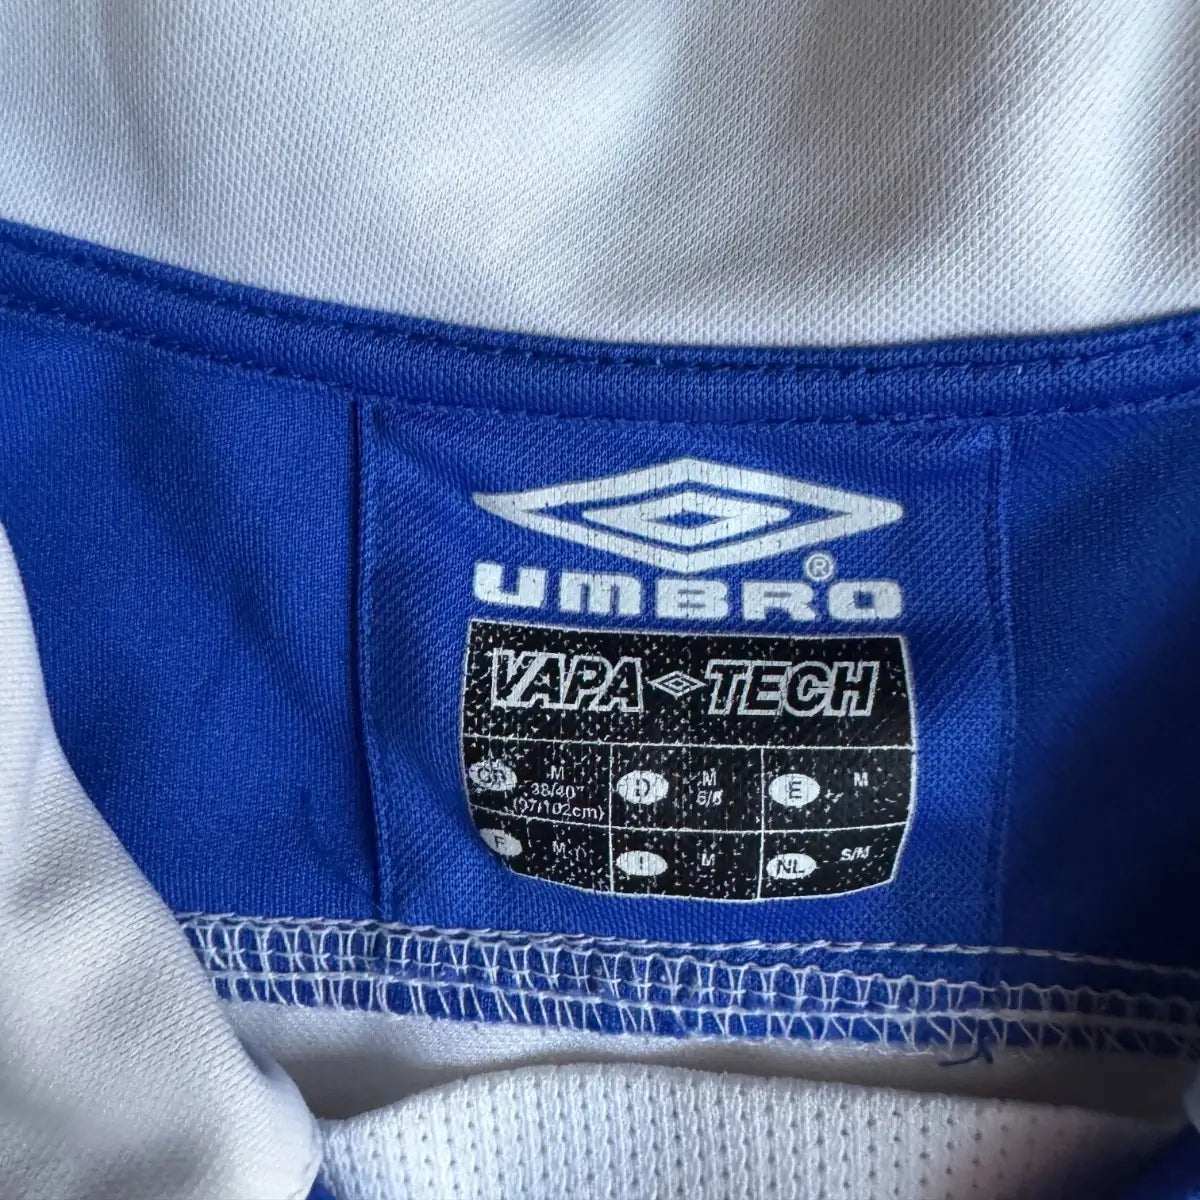 UMBRO®
VAPA TECH
GB M 38/40" (97/102cm)
D M 5/6
E M
F M
I M
NL S/M